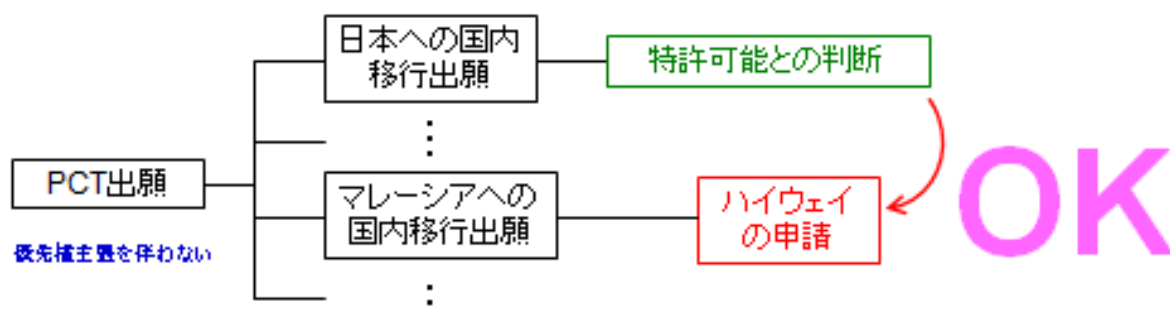 日本への国内
移行出願
特許可能との判断
⋮
PCT出願
マレーシアへの
国内移行出願
ハイウェイ
の申請
OK
優先権主張を伴わない
: